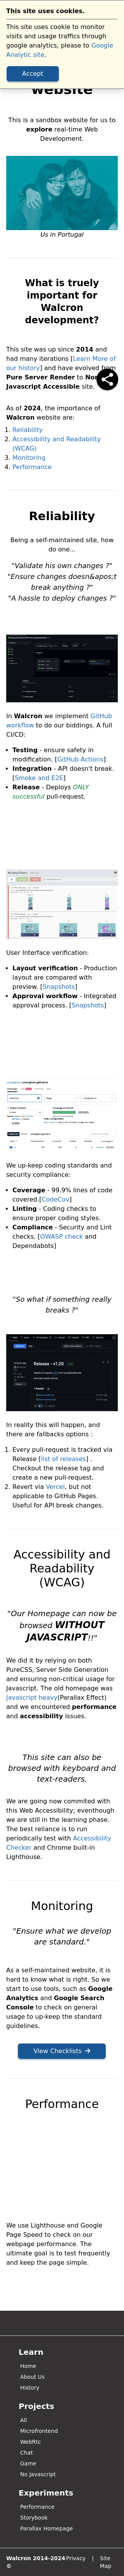 This site uses cookies.
This site uses cookie to monitor
visits and usage traffics through
google analytics, please to Google
Analytic site.
Accept
website
This is a sandbox website for us to
explore real-time Web
Development.
Us in Portugal
What is truely
important for
Walcron
development?
This site was up since 2014 and
had many iterations [Learn More of
our history] and have evolved from
Pure Server Render to
Javascript Accessible site.
As of 2024, the importance of
Walcron website are:
1. Reliability
2. Accessibility and Readability
(WCAG)
3. Monitoring
4. Performance
Reliability
Being a self-maintained site, how
do one...
"Validate his own changes ?"
"Ensure changes doesn&apos;t
break anything ?"
"A hassle to deploy changes ?"
In Walcron we implement GitHub
workflow to do our biddings. A full
CI/CD:
• Testing - ensure safety in
modification. [GitHub Actions]
• Integration - API doesn't break.
[Smoke and E2E]
• Release - Deploys ONLY
successful pull-request.
User Interface verification:
• Layout verification - Production
layout are compared with
preview. [Snapshots]
• Approval workflow - Integrated
approval process. [Snapshots]
We up-keep coding standards and
security compliance:
• Coverage - 99.9% lines of code
covered.[CodeCov]
• Linting - Coding checks to
ensure proper coding styles.
• Compliance - Security and Lint
checks. [OWASP check and
Dependabots]
"So what if something really
breaks ?"
Release - v1.20
In reality this will happen, and
there are fallbacks options :
1. Every pull-request is tracked via
Release [list of releases] .
Checkout the release tag and
create a new pull-request.
2. Revert via Vercel, but not
applicable to GitHub Pages.
Useful for API break changes.
Accessibility and
Readability
(WCAG)
"Our Homepage can now be
browsed WITHOUT
JAVASCRIPT!!"
We did it by relying on both
PureCSS, Server Side Generation
and ensuring non-critical usage for
Javascript. The old homepage was
Javascript heavy(Parallax Effect)
and we encountered performance
and accessibility issues.
This site can also be
browsed with keyboard and
text-readers.
We are going now commited with
this Web Accessibility; even though
we are still in the learning phase.
The best reliance is to run
periodically test with Accessibility
Checker and Chrome built-in
Lighthouse.
Monitoring
"Ensure what we develop
are standard."
As a self-maintained website, it is
hard to know what is right. So we
start to use tools, such as Google
Analytics and Google Search
Console to check on general
usage to up-keep the standard
guidelines.
View Checklists →
Performance
We use Lighthouse and Google
Page Speed to check on our
webpage performance. The
ultimate goal is to test frequently
and keep the page simple.
Learn
Home
About Us
History
Projects
All
Microfrontend
WebRtc
Chat
Game
No Javascript
Experiments
Performance
Storybook
Parallax Homepage
Walcron 2014-2024 Privacy | Site
© Map